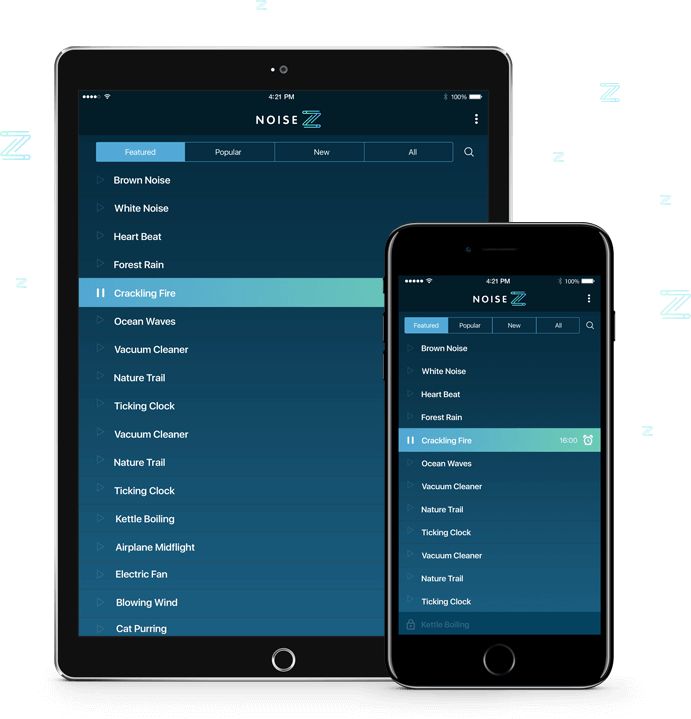 4:21 PM
100%
NOISE Z
Featured Popular New All
Brown Noise
White Noise
Heart Beat
Forest Rain
Crackling Fire
Ocean Waves
Vacuum Cleaner
Nature Trail
Ticking Clock
Vacuum Cleaner
Nature Trail
Ticking Clock
Kettle Boiling
Airplane Midflight
Electric Fan
Blowing Wind
Cat Purring
4:21 PM
100%
NOISE Z
Featured Popular New All
Brown Noise
White Noise
Heart Beat
Forest Rain
Crackling Fire 16:00
Ocean Waves
Vacuum Cleaner
Nature Trail
Ticking Clock
Vacuum Cleaner
Nature Trail
Ticking Clock
Kettle Boiling
Z
Z
Z
Z
Z
Z
Z
Z